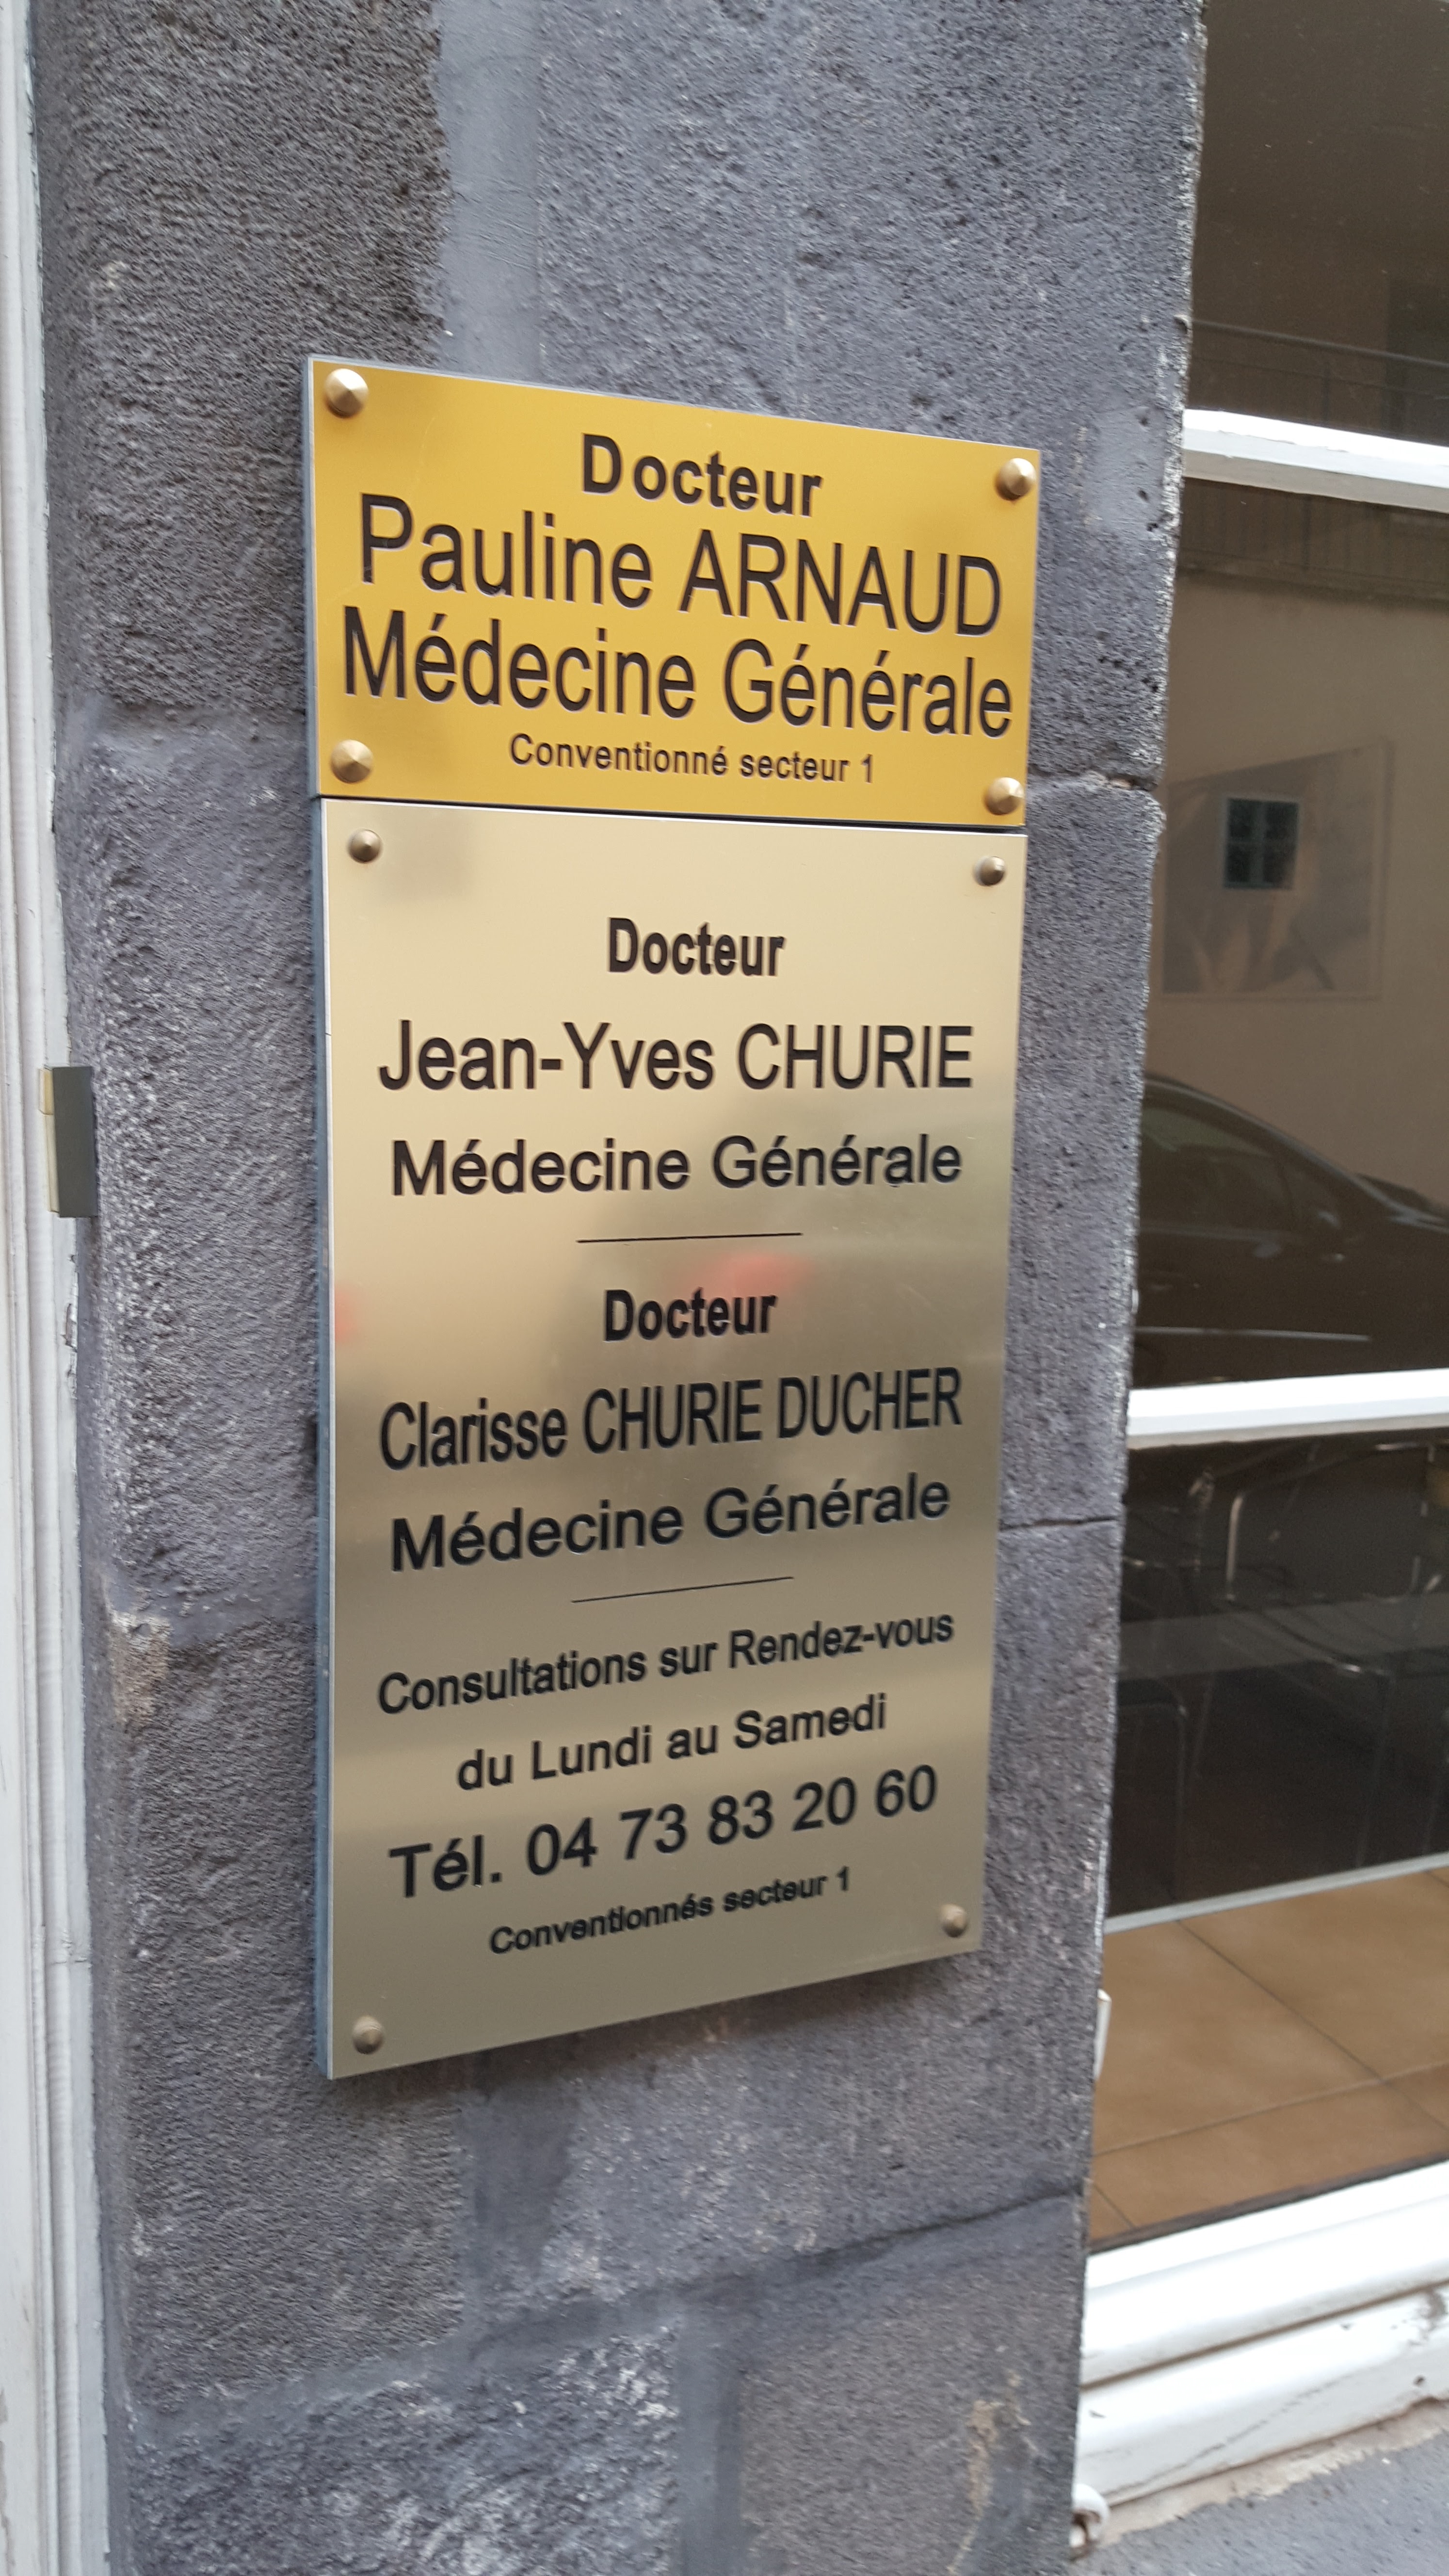 Docteur
Pauline ARNAUD
Médecine Générale
Conventionné secteur 1
Docteur
Jean-Yves CHURIE
Médecine Générale
Docteur
Clarisse CHURIE DUCHER
Médecine Générale
Consultations sur Rendez-vous
du Lundi au Samedi
Tél. 04 73 83 20 60
Conventionnés secteur 1